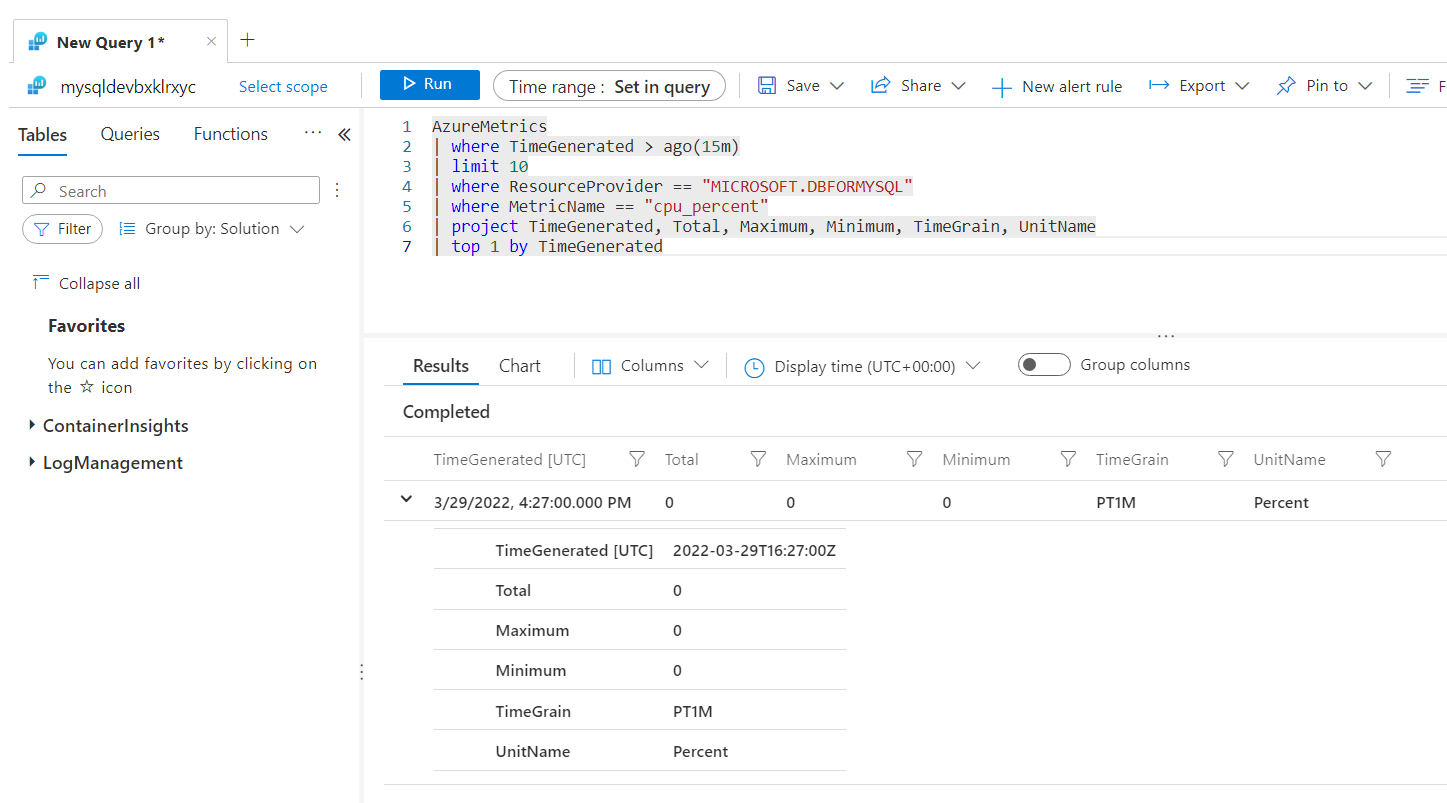 New Query 1*
mysqldevbxklrxyc Select scope Run Time range : Set in query Save Share New alert rule Export Pin to F
Tables Queries Functions ...
Search
Filter Group by: Solution
Collapse all
Favorites
You can add favorites by clicking on
the ☆ icon
ContainerInsights
LogManagement
1 AzureMetrics
2 | where TimeGenerated > ago(15m)
3 | limit 10
4 | where ResourceProvider == "MICROSOFT.DBFORMYSQL"
5 | where MetricName == "cpu_percent"
6 | project TimeGenerated, Total, Maximum, Minimum, TimeGrain, UnitName
7 | top 1 by TimeGenerated
Results Chart Columns Display time (UTC+00:00) Group columns
Completed
TimeGenerated [UTC] Total Maximum Minimum TimeGrain UnitName
3/29/2022, 4:27:00.000 PM 0 0 0 PT1M Percent
TimeGenerated [UTC] 2022-03-29T16:27:00Z
Total 0
Maximum 0
Minimum 0
TimeGrain PT1M
UnitName Percent